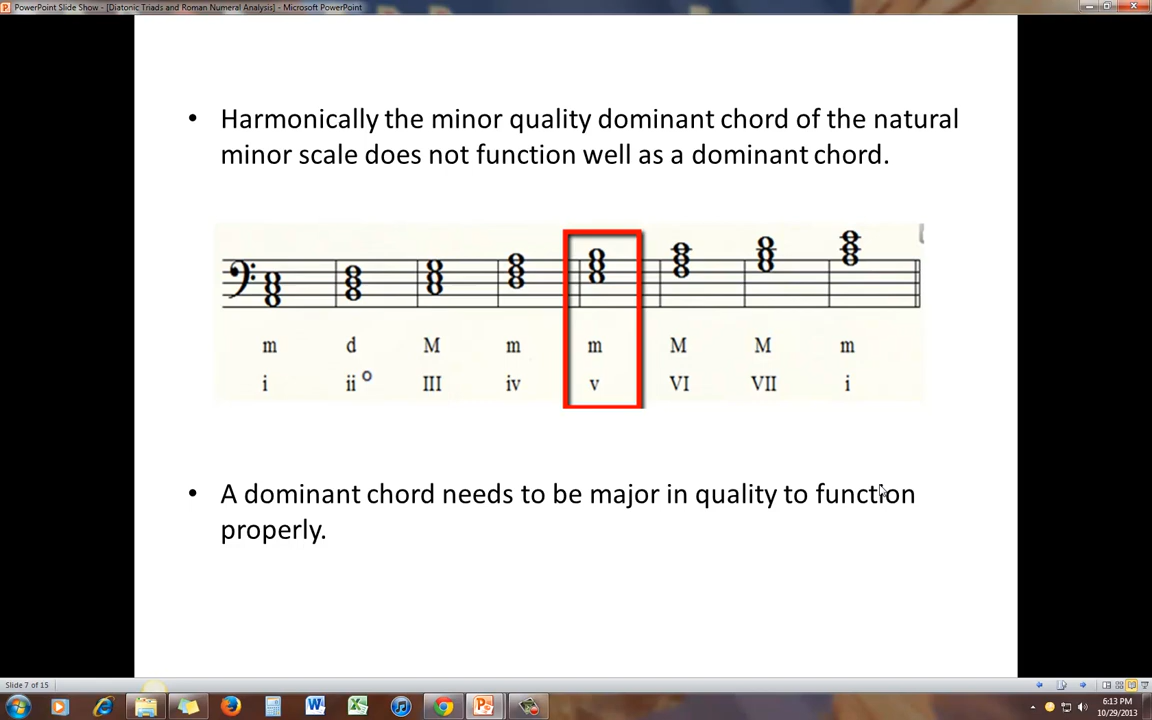 PowerPoint Slide Show - [Diatonic Triads and Roman Numeral Analysis] - Microsoft PowerPoint
• Harmonically the minor quality dominant chord of the natural
minor scale does not function well as a dominant chord.
m d M m m M M m
i ii° III iv v VI VII i
• A dominant chord needs to be major in quality to function
properly.
Slide 7 of 15
6:13 PM
10/29/2013